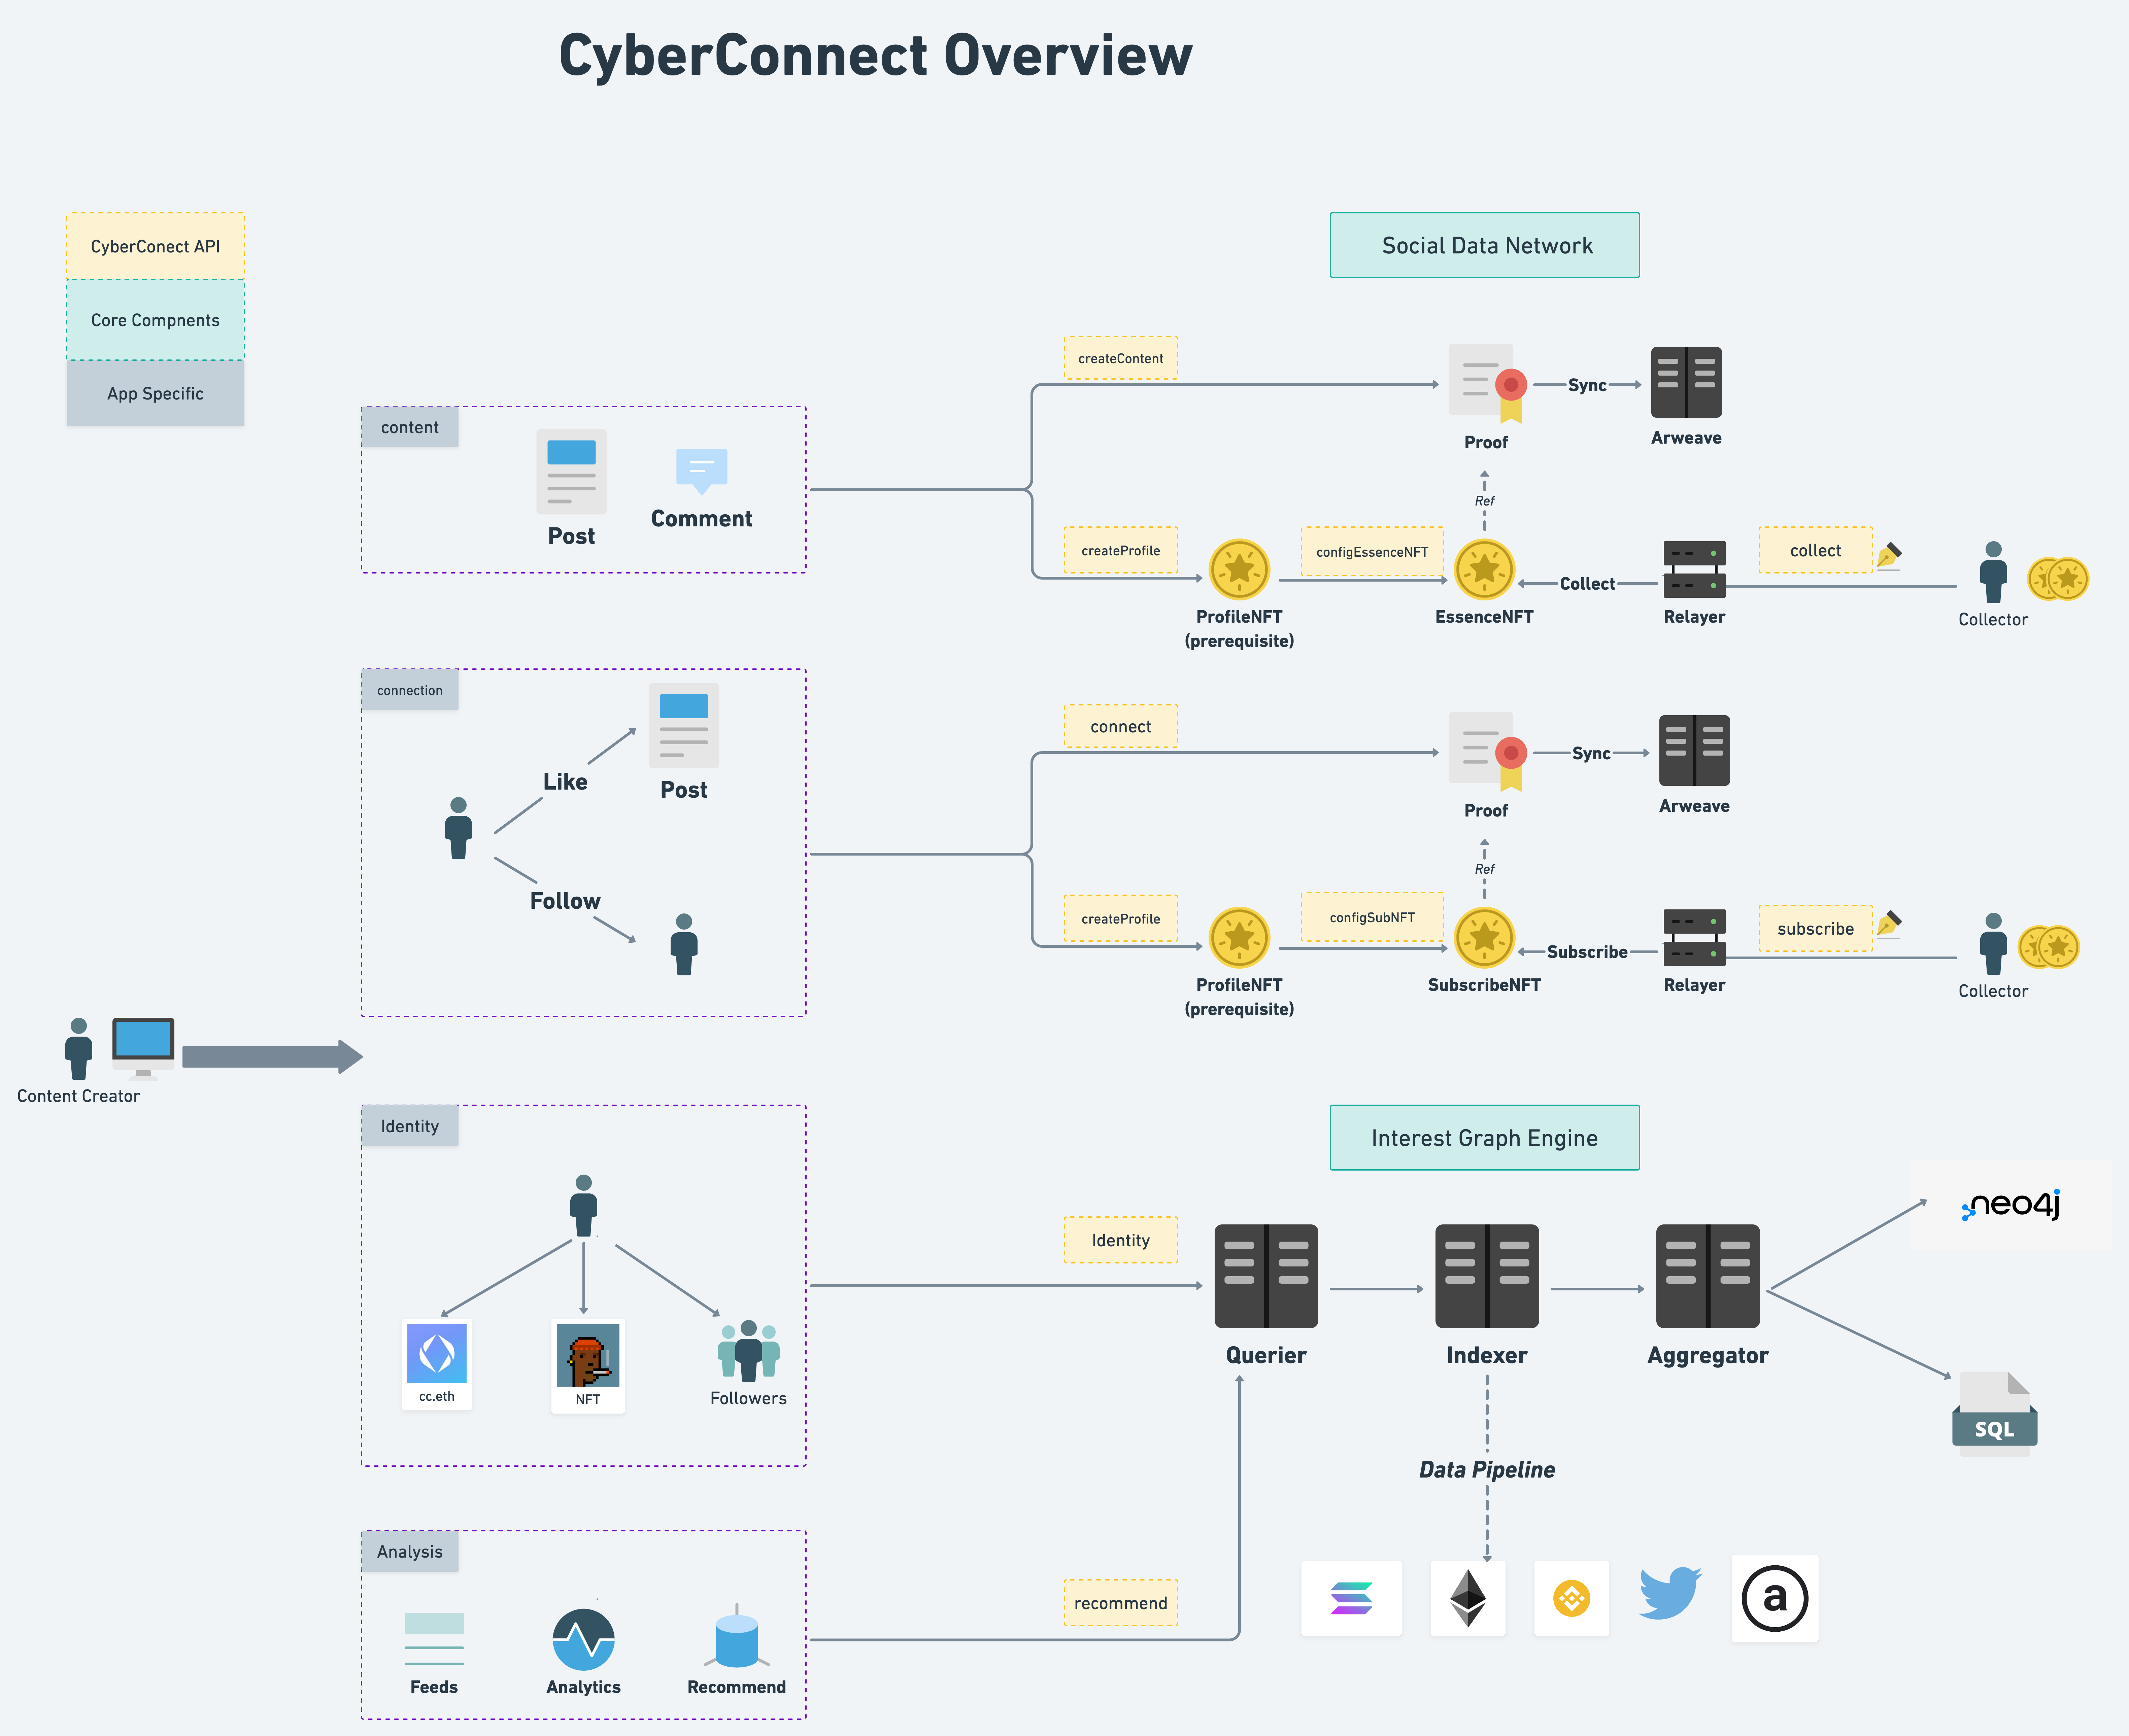 CyberConnect Overview
CyberConect API
Core Compnents
App Specific
Social Data Network
content
Post
Comment
createContent
Proof
Sync
Arweave
Ref
createProfile
ProfileNFT
(prerequisite)
configEssenceNFT
EssenceNFT
Collect
Relayer
collect
Collector
connection
Like
Post
Follow
connect
Proof
Sync
Arweave
Ref
createProfile
ProfileNFT
(prerequisite)
configSubNFT
SubscribeNFT
Subscribe
Relayer
subscribe
Collector
Content Creator
Interest Graph Engine
Identity
cc.eth
NFT
Followers
Identity
Querier
Indexer
Aggregator
neo4j
SQL
Data Pipeline
a
Analysis
Feeds
Analytics
Recommend
recommend